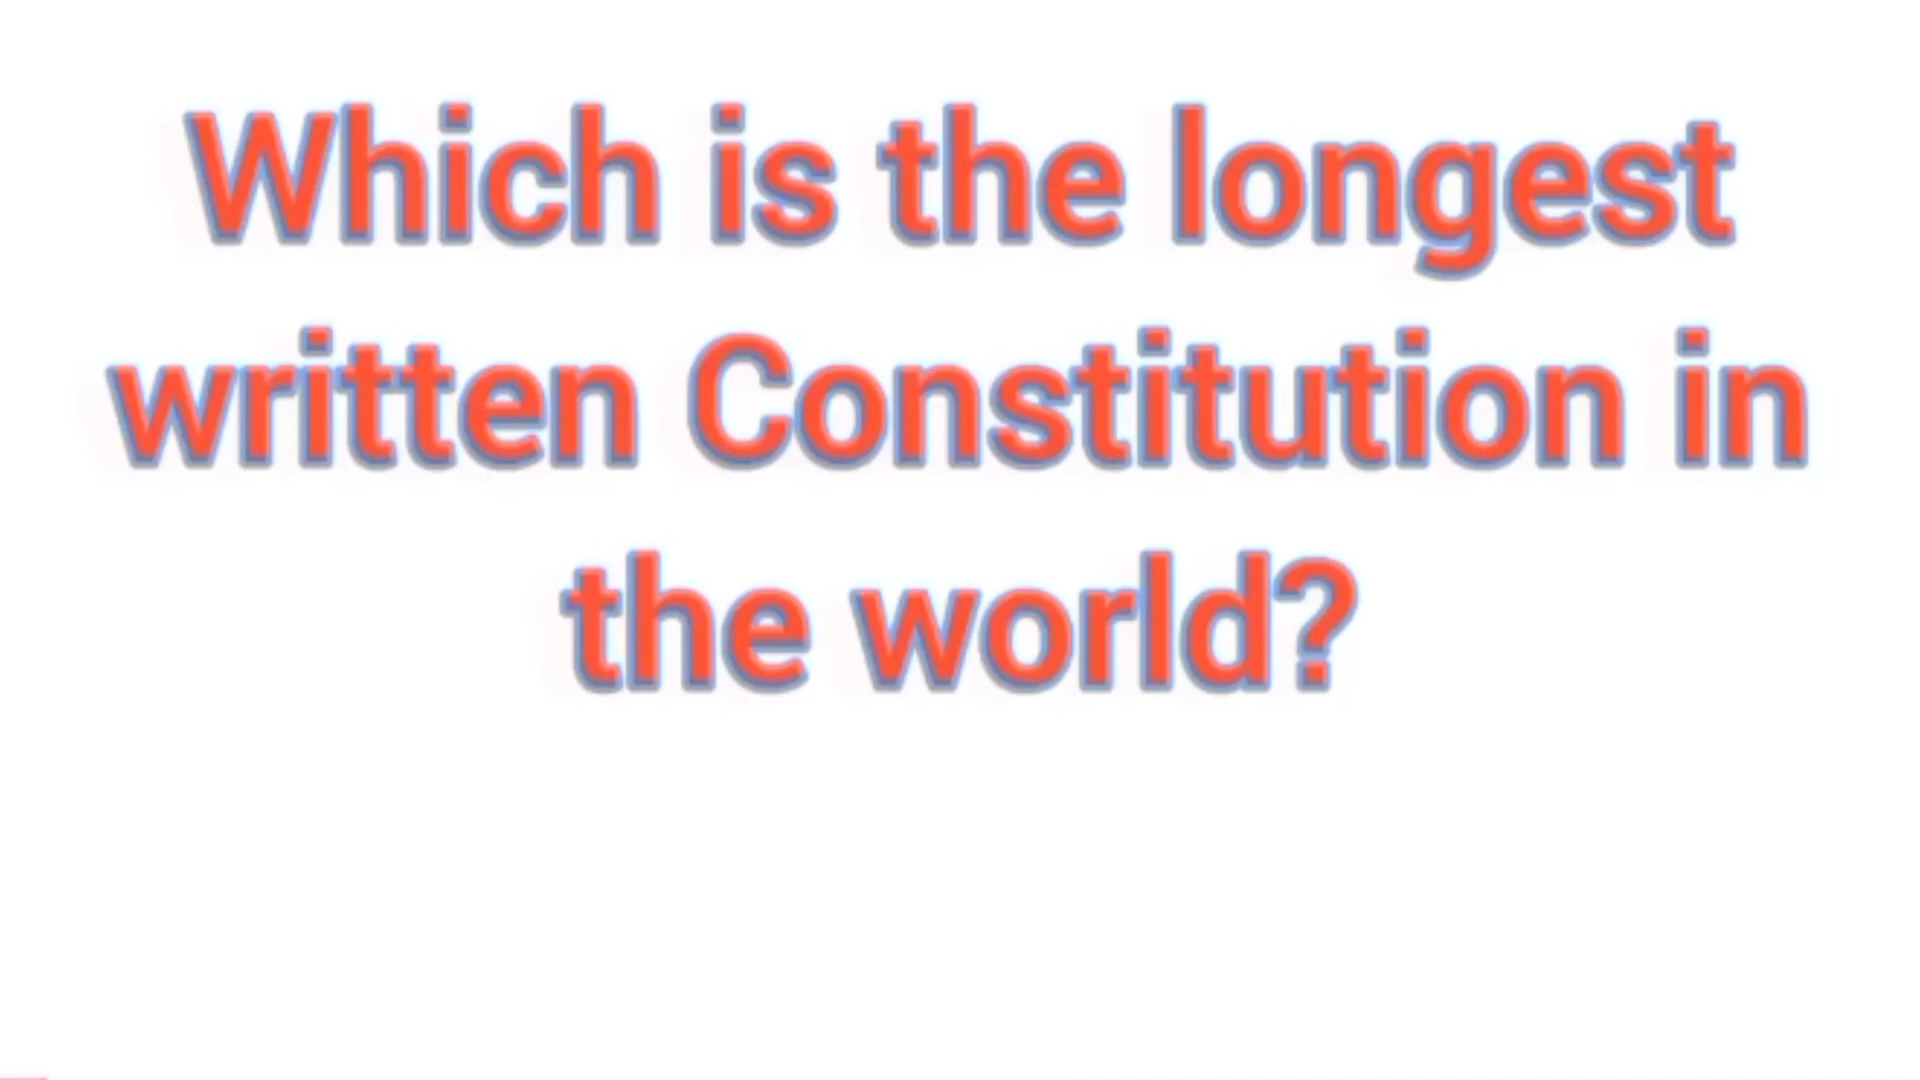 Which is the longest
written Constitution in
the world?